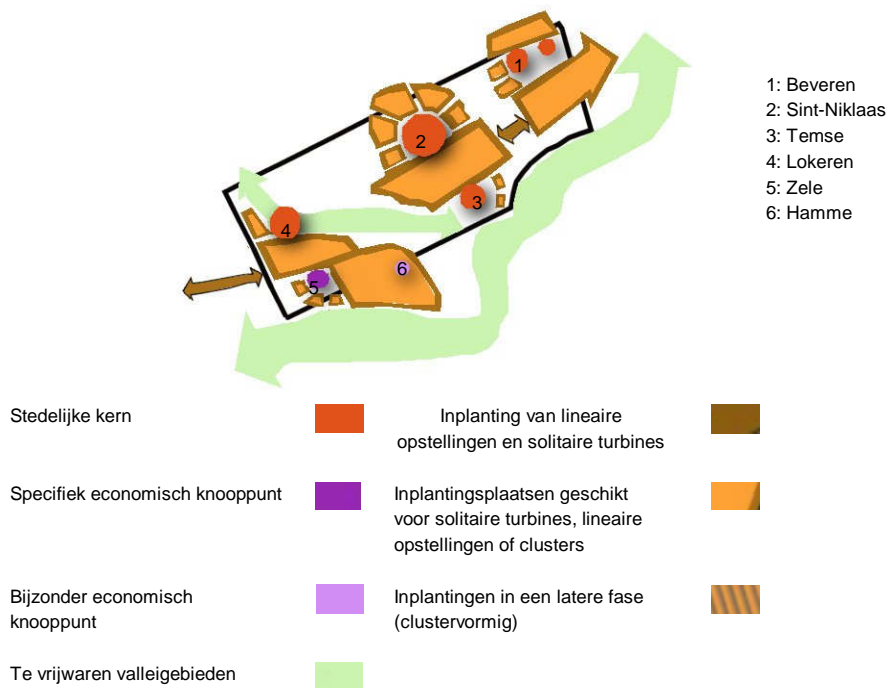 1
2
3
4
5
6
1: Beveren
2: Sint-Niklaas
3: Temse
4: Lokeren
5: Zele
6: Hamme
Stedelijke kern
Inplanting van lineaire
opstellingen en solitaire turbines
Specifiek economisch knooppunt
Inplantingsplaatsen geschikt
voor solitaire turbines, lineaire
opstellingen of clusters
Bijzonder economisch
knooppunt
Inplantingen in een latere fase
(clustervormig)
Te vrijwaren valleigebieden